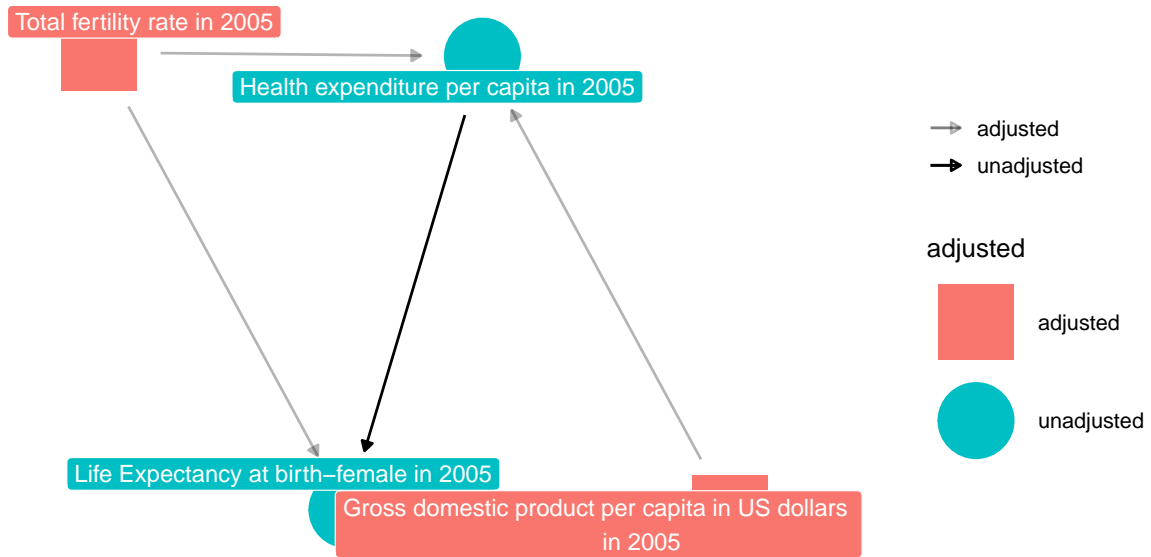 Total fertility rate in 2005
Health expenditure per capita in 2005
adjusted
unadjusted
adjusted
adjusted
unadjusted
Life Expectancy at birth–female in 2005
Gross domestic product per capita in US dollars
in 2005